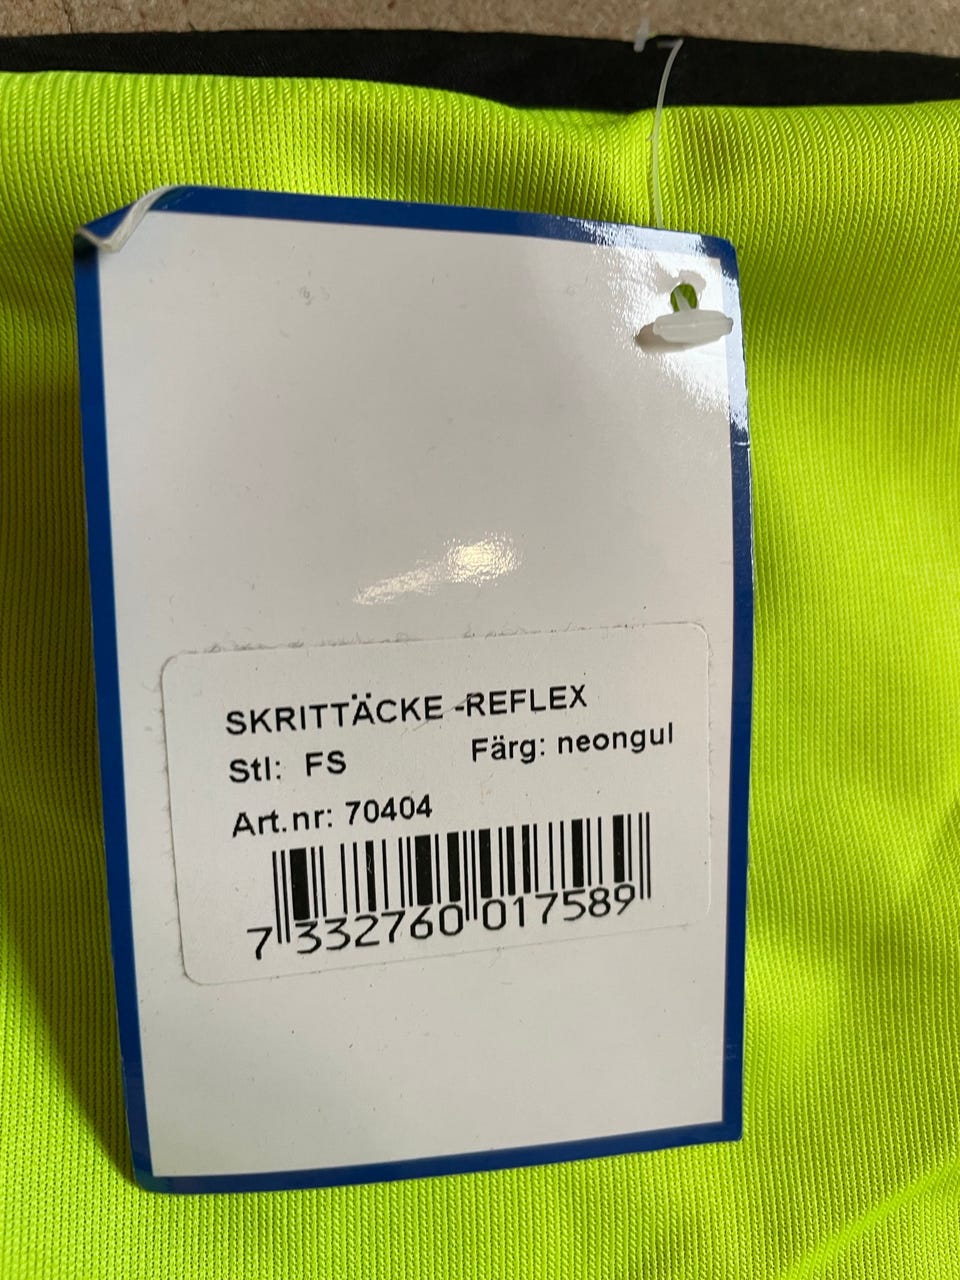 SKRITTÄCKE -REFLEX
Stl: FS Färg: neongul
Art.nr: 70404
7 332760 017589